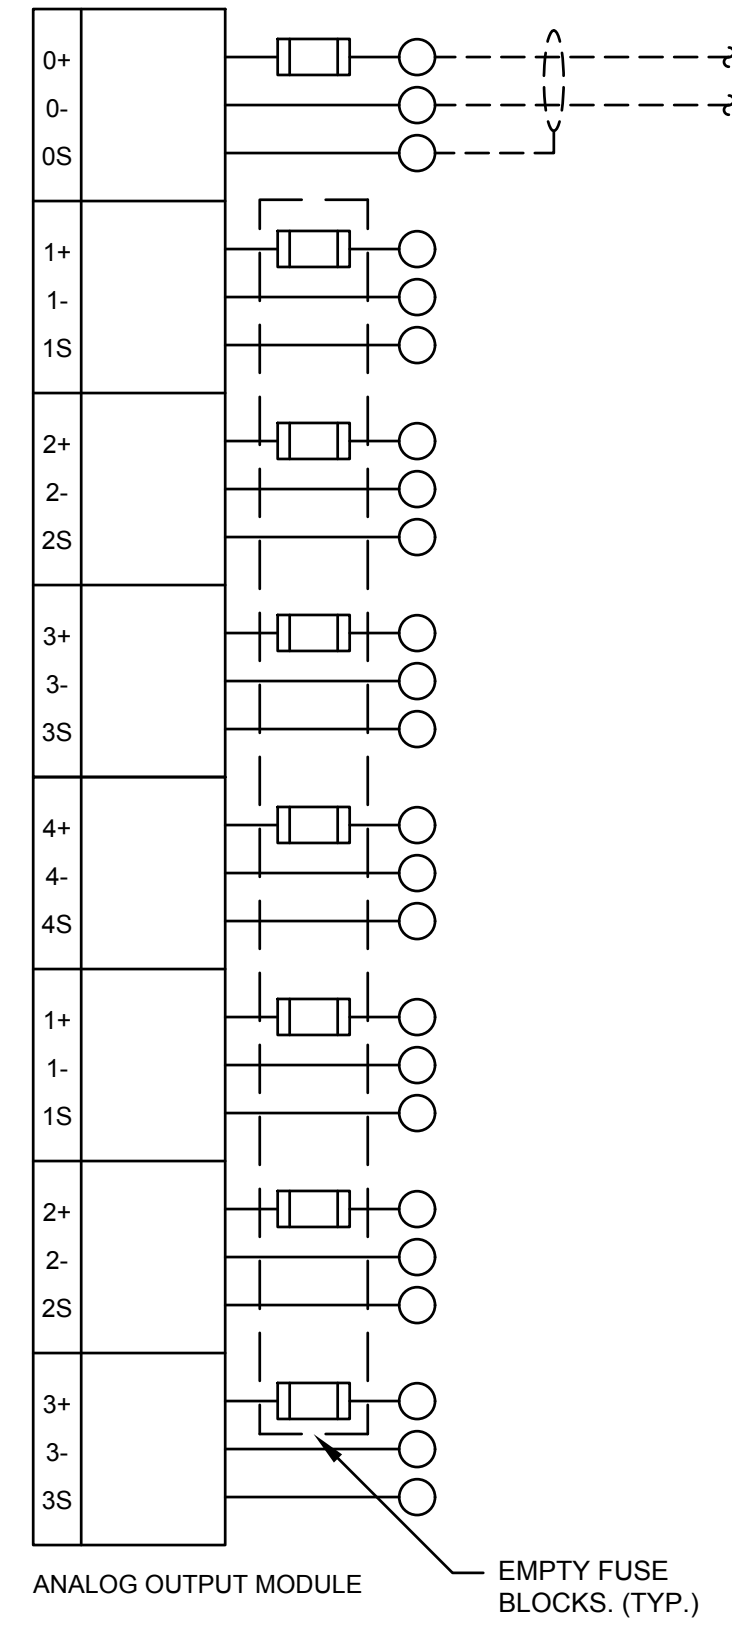 0+
0-
0S
1+
1-
1S
2+
2-
2S
3+
3-
3S
4+
4-
4S
1+
1-
1S
2+
2-
2S
3+
3-
3S
ANALOG OUTPUT MODULE
EMPTY FUSE
BLOCKS. (TYP.)